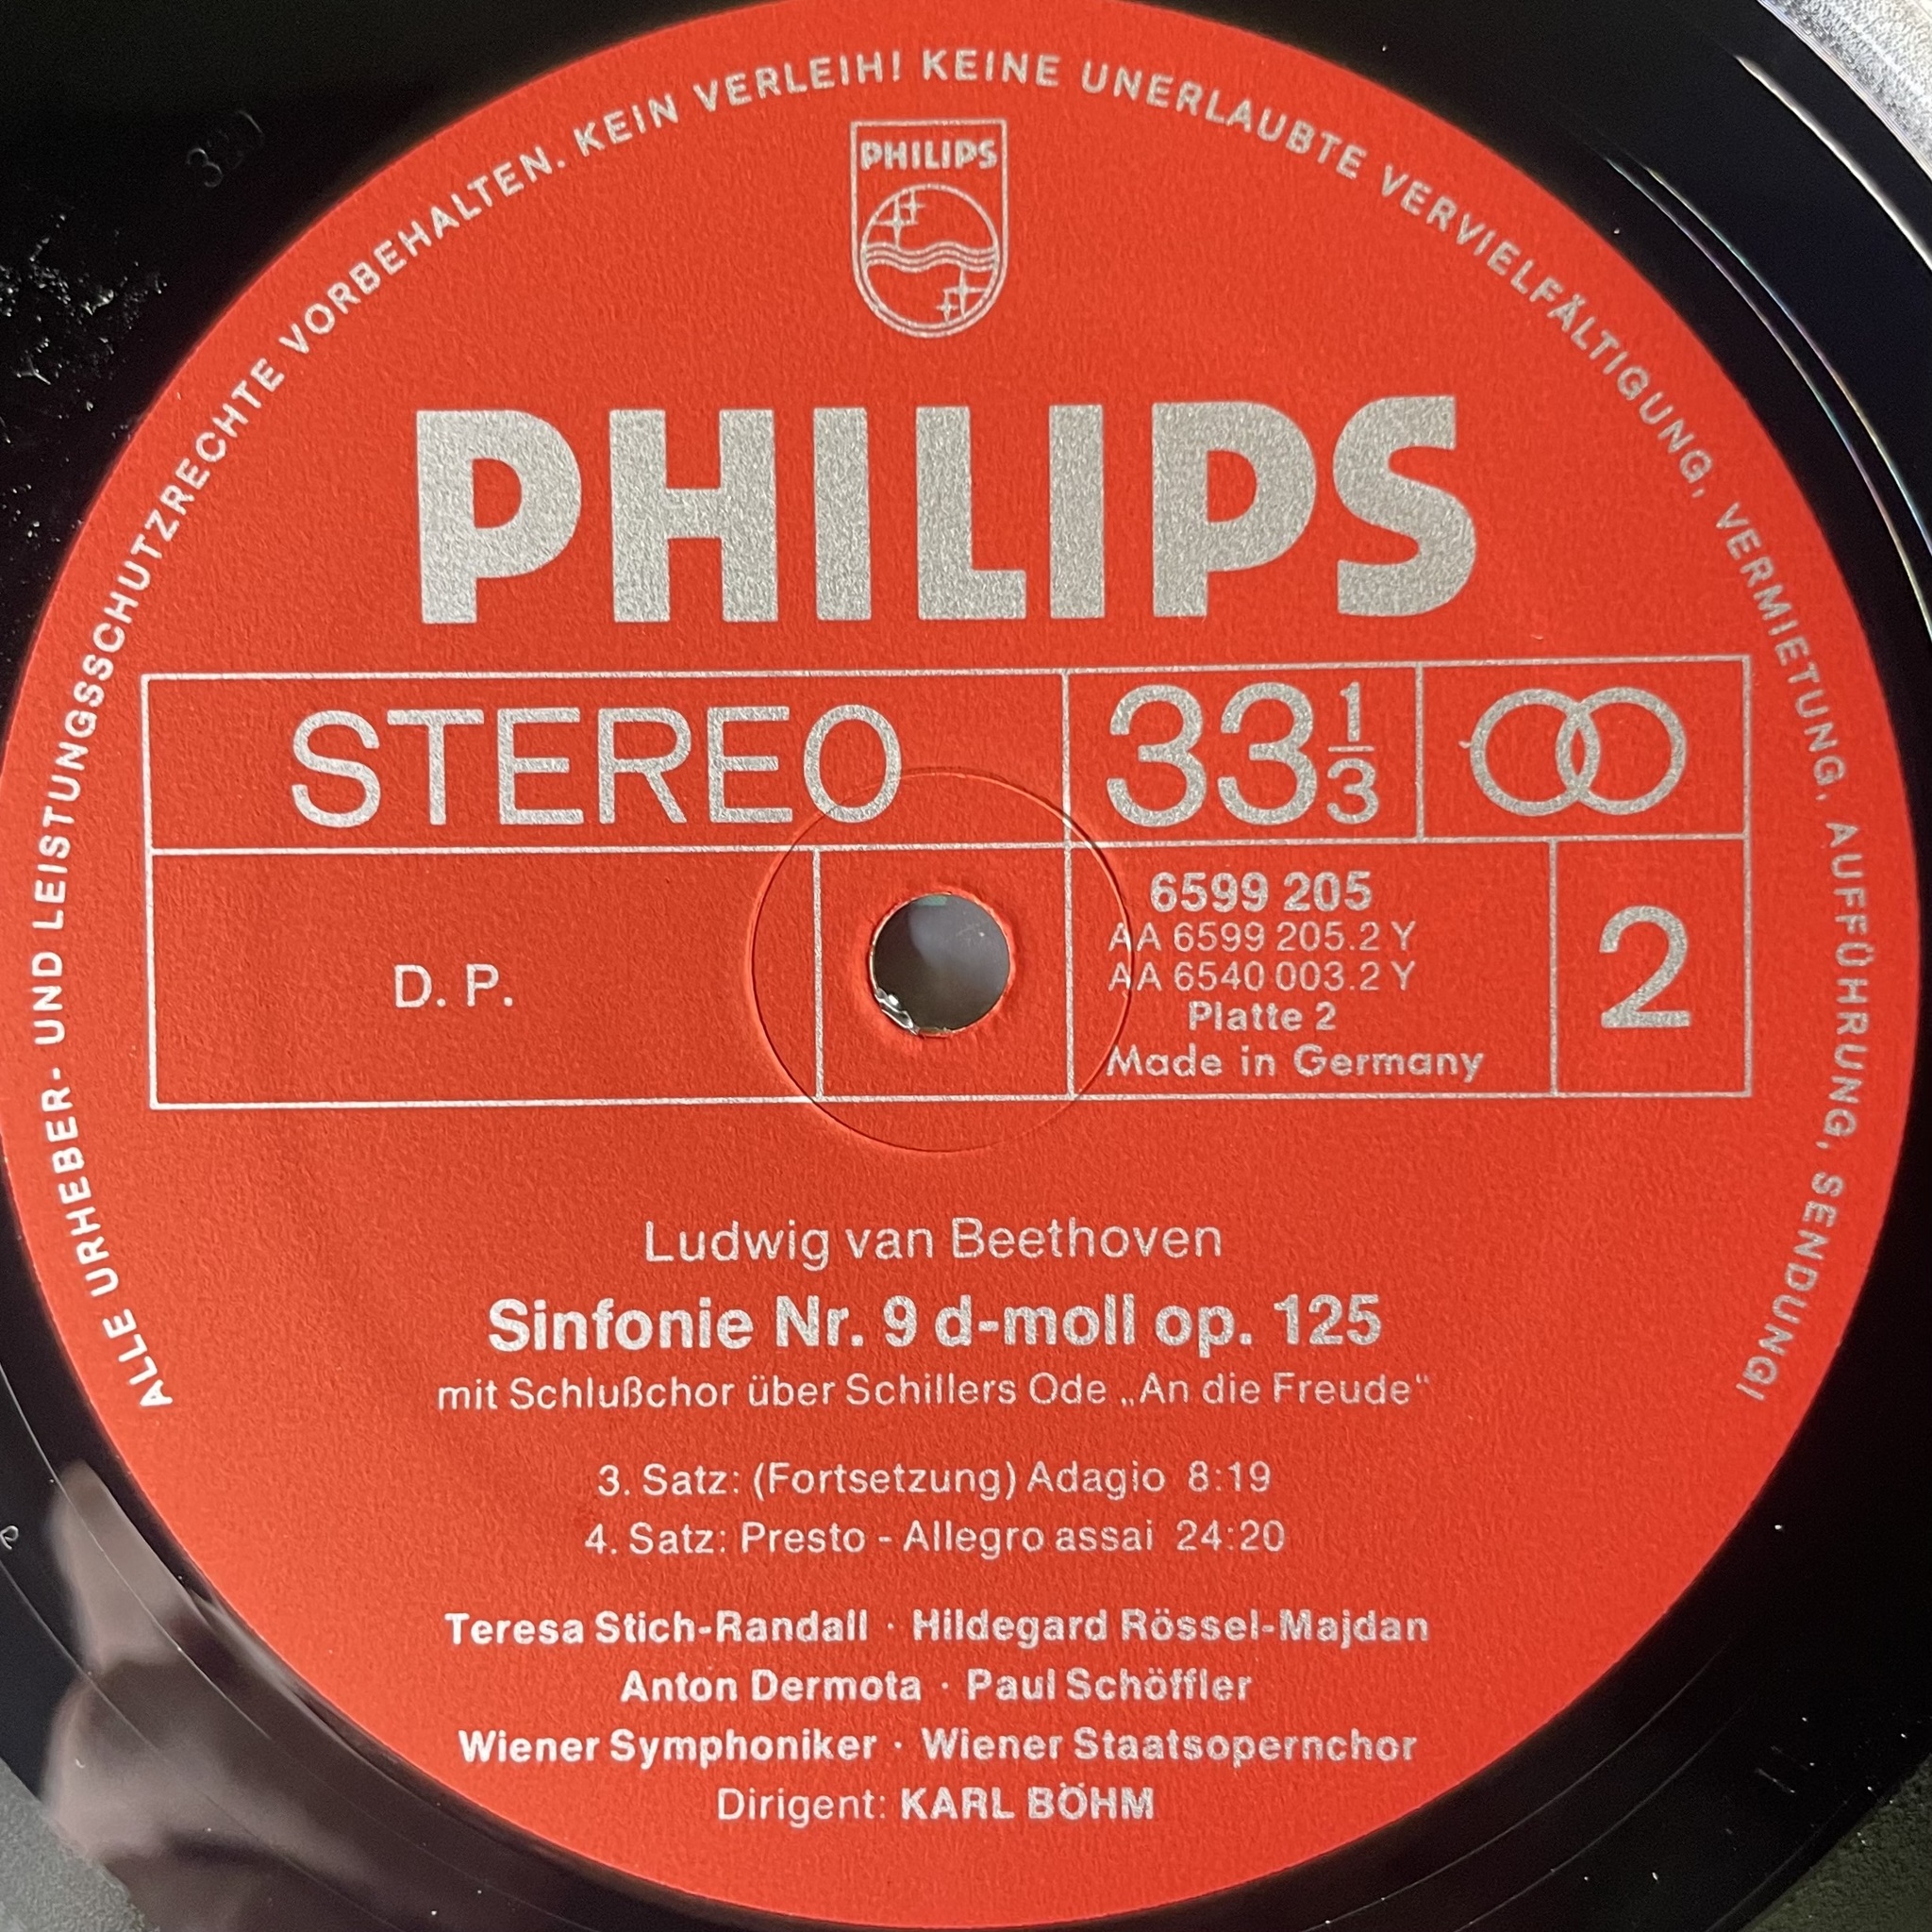 ALLE URHEBER- UND LEISTUNGSSCHUTZRECHTE VORBEHALTEN. KEIN VERLEIH! KEINE UNERLAUBTE VERVIELFÄLTIGUNG, VERMIETUNG, AUFFÜHRUNG, SENDUNG!
PHILIPS
PHILIPS
STEREO
33 1/3
D. P.
6599 205
AA 6599 205.2 Y
AA 6540 003.2 Y
Platte 2
Made in Germany
2
Ludwig van Beethoven
Sinfonie Nr. 9 d-moll op. 125
mit Schlußchor über Schillers Ode „An die Freude“
3. Satz: (Fortsetzung) Adagio 8:19
4. Satz: Presto - Allegro assai 24:20
Teresa Stich-Randall · Hildegard Rössel-Majdan
Anton Dermota · Paul Schöffler
Wiener Symphoniker · Wiener Staatsopernchor
Dirigent: KARL BÖHM